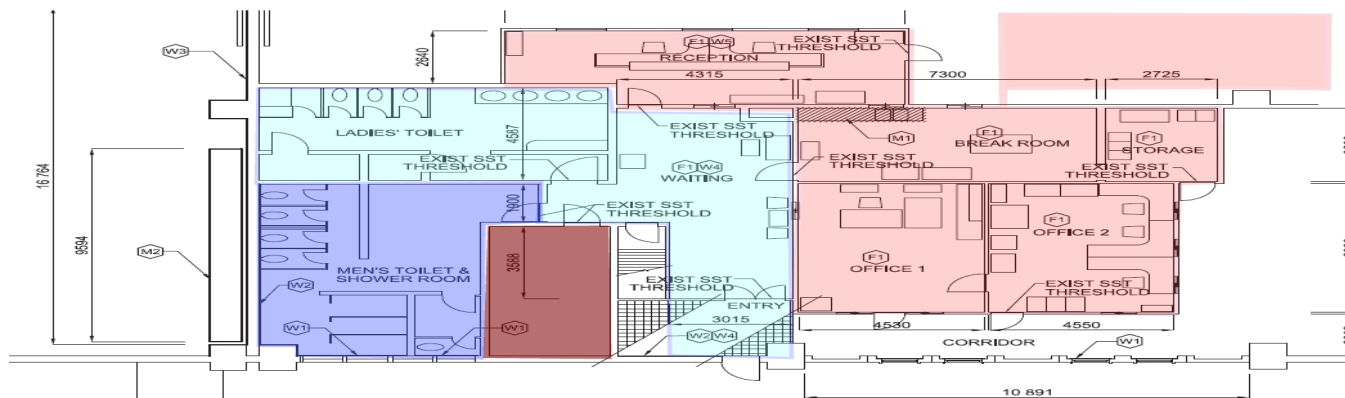 W3
2640
F1 W5
EXIST SST
THRESHOLD
RECEPTION
4315
7300
2725
LADIES' TOILET
4587
EXIST SST
THRESHOLD
M1
F1
BREAK ROOM
F1
STORAGE
EXIST SST
THRESHOLD
F1 W4
WAITING
EXIST SST
THRESHOLD
EXIST SST
THRESHOLD
16 764
9594
1900
EXIST SST
THRESHOLD
F1
OFFICE 2
M2
3588
MEN'S TOILET &
SHOWER ROOM
W2
F1
OFFICE 1
EXIST SST
THRESHOLD
EXIST SST
THRESHOLD
ENTRY
3015
W1
W1
W2 W4
4530
4550
CORRIDOR
W1
10 891